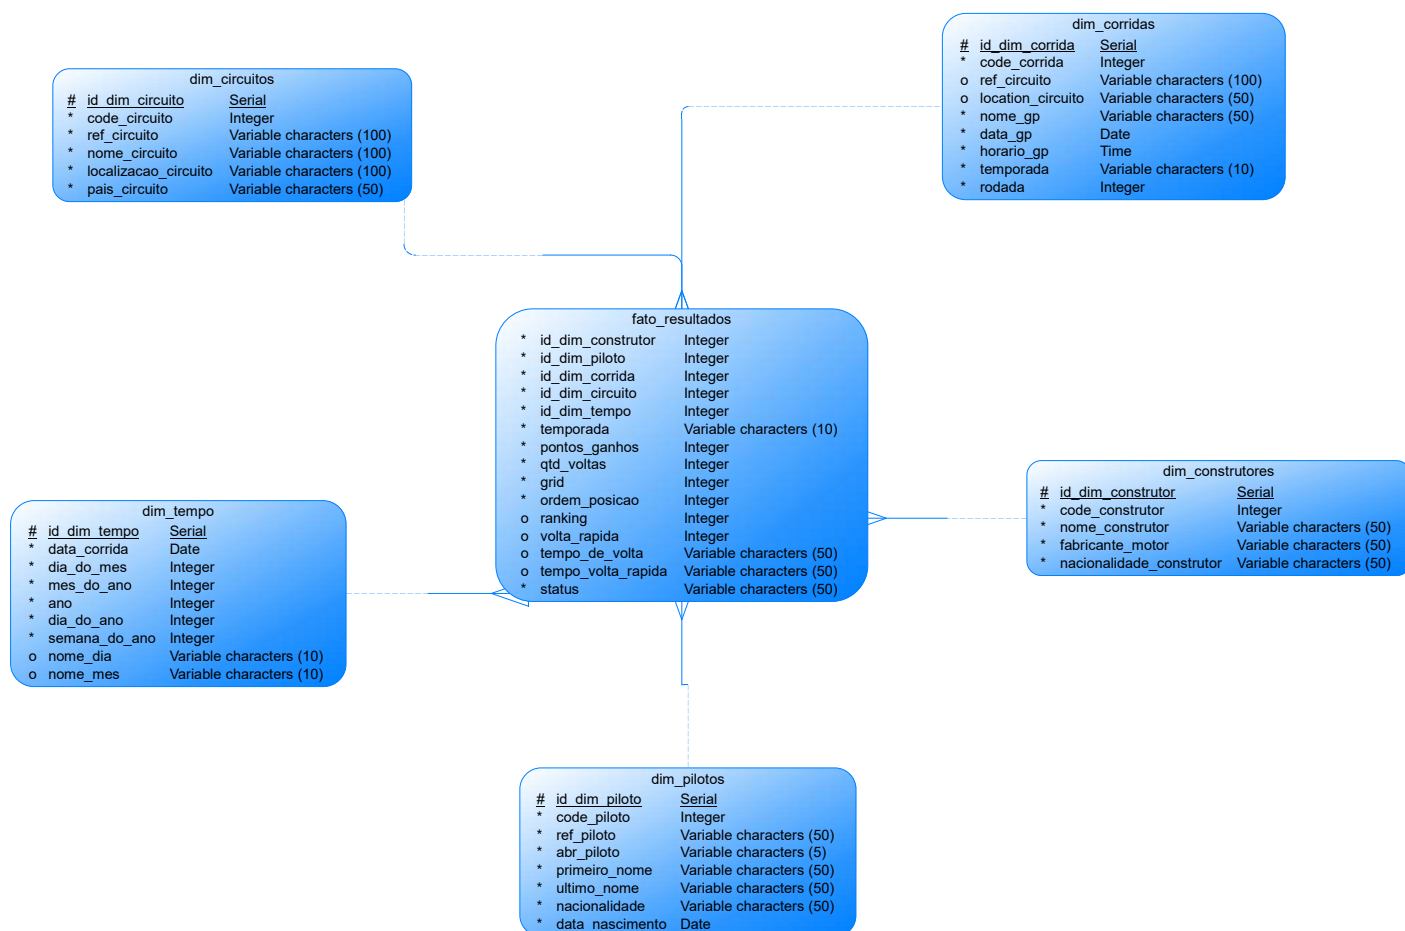 dim_corridas
# id_dim_corrida Serial
* code_corrida Integer
o ref_circuito Variable characters (100)
o location_circuito Variable characters (50)
* nome_gp Variable characters (50)
* data_gp Date
* horario_gp Time
* temporada Variable characters (10)
* rodada Integer
dim_circuitos
# id_dim_circuito Serial
* code_circuito Integer
* ref_circuito Variable characters (100)
* nome_circuito Variable characters (100)
* localizacao_circuito Variable characters (100)
* pais_circuito Variable characters (50)
fato_resultados
* id_dim_construtor Integer
* id_dim_piloto Integer
* id_dim_corrida Integer
* id_dim_circuito Integer
* id_dim_tempo Integer
* temporada Variable characters (10)
* pontos_ganhos Integer
* qtd_voltas Integer
* grid Integer
* ordem_posicao Integer
o ranking Integer
o volta_rapida Integer
o tempo_de_volta Variable characters (50)
o tempo_volta_rapida Variable characters (50)
* status Variable characters (50)
dim_construtores
# id_dim_construtor Serial
* code_construtor Integer
* nome_construtor Variable characters (50)
* fabricante_motor Variable characters (50)
* nacionalidade_construtor Variable characters (50)
dim_tempo
# id_dim_tempo Serial
* data_corrida Date
* dia_do_mes Integer
* mes_do_ano Integer
* ano Integer
* dia_do_ano Integer
* semana_do_ano Integer
o nome_dia Variable characters (10)
o nome_mes Variable characters (10)
dim_pilotos
# id_dim_piloto Serial
* code_piloto Integer
* ref_piloto Variable characters (50)
* abr_piloto Variable characters (5)
* primeiro_nome Variable characters (50)
* ultimo_nome Variable characters (50)
* nacionalidade Variable characters (50)
* data_nascimento Date